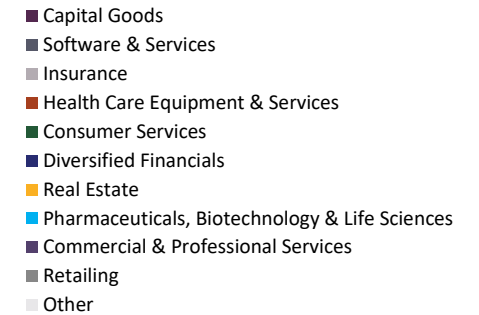 Capital Goods
Software & Services
Insurance
Health Care Equipment & Services
Consumer Services
Diversified Financials
Real Estate
Pharmaceuticals, Biotechnology & Life Sciences
Commercial & Professional Services
Retailing
Other